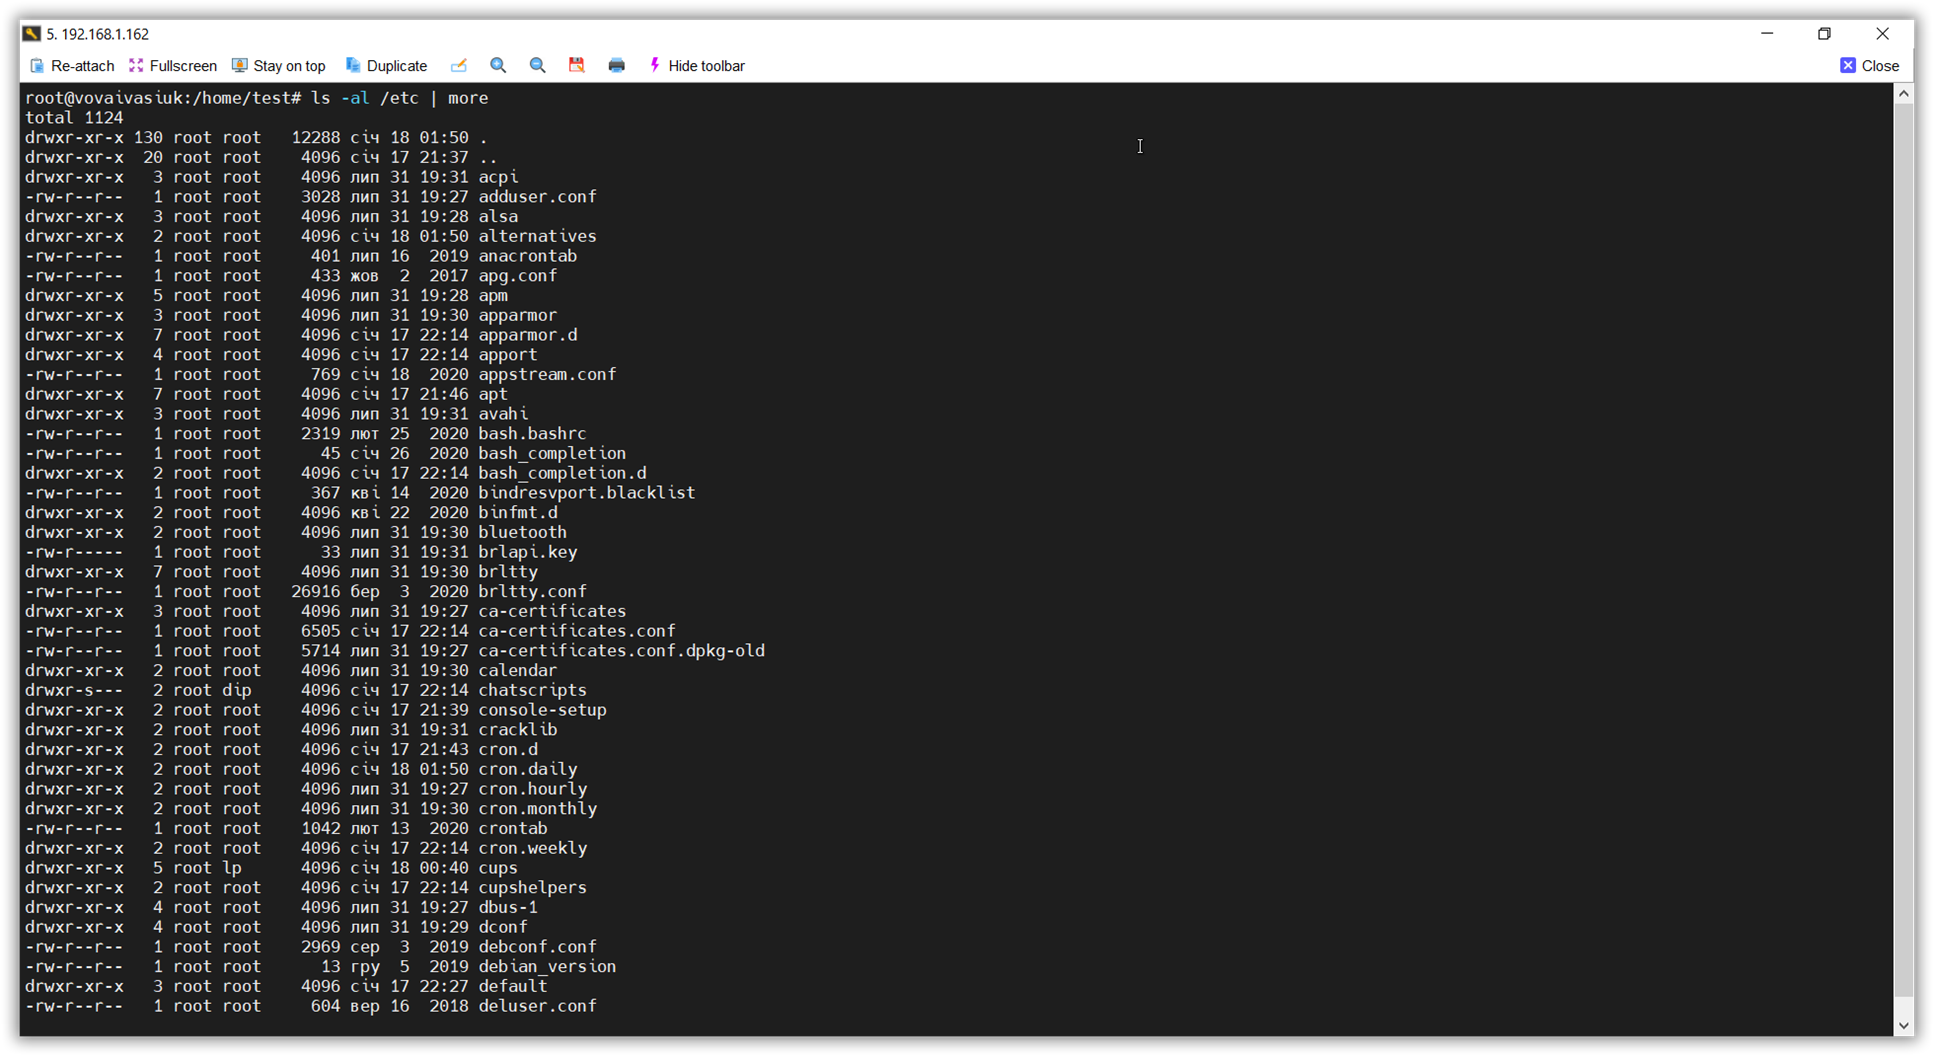 5. 192.168.1.162
Re-attach Fullscreen Stay on top Duplicate Hide toolbar Close
root@vovaivasiuk:/home/test# ls -al /etc | more
total 1124
drwxr-xr-x 130 root root   12288 січ 18 01:50 .
drwxr-xr-x  20 root root    4096 січ 17 21:37 ..
drwxr-xr-x   3 root root    4096 лип 31 19:31 acpi
-rw-r--r--   1 root root    3028 лип 31 19:27 adduser.conf
drwxr-xr-x   3 root root    4096 лип 31 19:28 alsa
drwxr-xr-x   2 root root    4096 січ 18 01:50 alternatives
-rw-r--r--   1 root root     401 лип 16  2019 anacrontab
-rw-r--r--   1 root root     433 жов  2  2017 apg.conf
drwxr-xr-x   5 root root    4096 лип 31 19:28 apm
drwxr-xr-x   3 root root    4096 лип 31 19:30 apparmor
drwxr-xr-x   7 root root    4096 січ 17 22:14 apparmor.d
drwxr-xr-x   4 root root    4096 січ 17 22:14 apport
-rw-r--r--   1 root root     769 січ 18  2020 appstream.conf
drwxr-xr-x   7 root root    4096 січ 17 21:46 apt
drwxr-xr-x   3 root root    4096 лип 31 19:31 avahi
-rw-r--r--   1 root root    2319 лют 25  2020 bash.bashrc
-rw-r--r--   1 root root      45 січ 26  2020 bash_completion
drwxr-xr-x   2 root root    4096 січ 17 22:14 bash_completion.d
-rw-r--r--   1 root root     367 кві 14  2020 bindresvport.blacklist
drwxr-xr-x   2 root root    4096 кві 22  2020 binfmt.d
drwxr-xr-x   2 root root    4096 лип 31 19:30 bluetooth
-rw-r-----   1 root root      33 лип 31 19:31 brlapi.key
drwxr-xr-x   7 root root    4096 лип 31 19:30 brltty
-rw-r--r--   1 root root   26916 бер  3  2020 brltty.conf
drwxr-xr-x   3 root root    4096 лип 31 19:27 ca-certificates
-rw-r--r--   1 root root    6505 січ 17 22:14 ca-certificates.conf
-rw-r--r--   1 root root    5714 лип 31 19:27 ca-certificates.conf.dpkg-old
drwxr-xr-x   2 root root    4096 лип 31 19:30 calendar
drwxr-s---   2 root dip     4096 січ 17 22:14 chatscripts
drwxr-xr-x   2 root root    4096 січ 17 21:39 console-setup
drwxr-xr-x   2 root root    4096 лип 31 19:31 cracklib
drwxr-xr-x   2 root root    4096 січ 17 21:43 cron.d
drwxr-xr-x   2 root root    4096 січ 18 01:50 cron.daily
drwxr-xr-x   2 root root    4096 лип 31 19:27 cron.hourly
drwxr-xr-x   2 root root    4096 лип 31 19:30 cron.monthly
-rw-r--r--   1 root root    1042 лют 13  2020 crontab
drwxr-xr-x   2 root root    4096 січ 17 22:14 cron.weekly
drwxr-xr-x   5 root lp      4096 січ 18 00:40 cups
drwxr-xr-x   2 root root    4096 січ 17 22:14 cupshelpers
drwxr-xr-x   4 root root    4096 лип 31 19:27 dbus-1
drwxr-xr-x   4 root root    4096 лип 31 19:29 dconf
-rw-r--r--   1 root root    2969 сер  3  2019 debconf.conf
-rw-r--r--   1 root root      13 гру  5  2019 debian_version
drwxr-xr-x   3 root root    4096 січ 17 22:27 default
-rw-r--r--   1 root root     604 вер 16  2018 deluser.conf